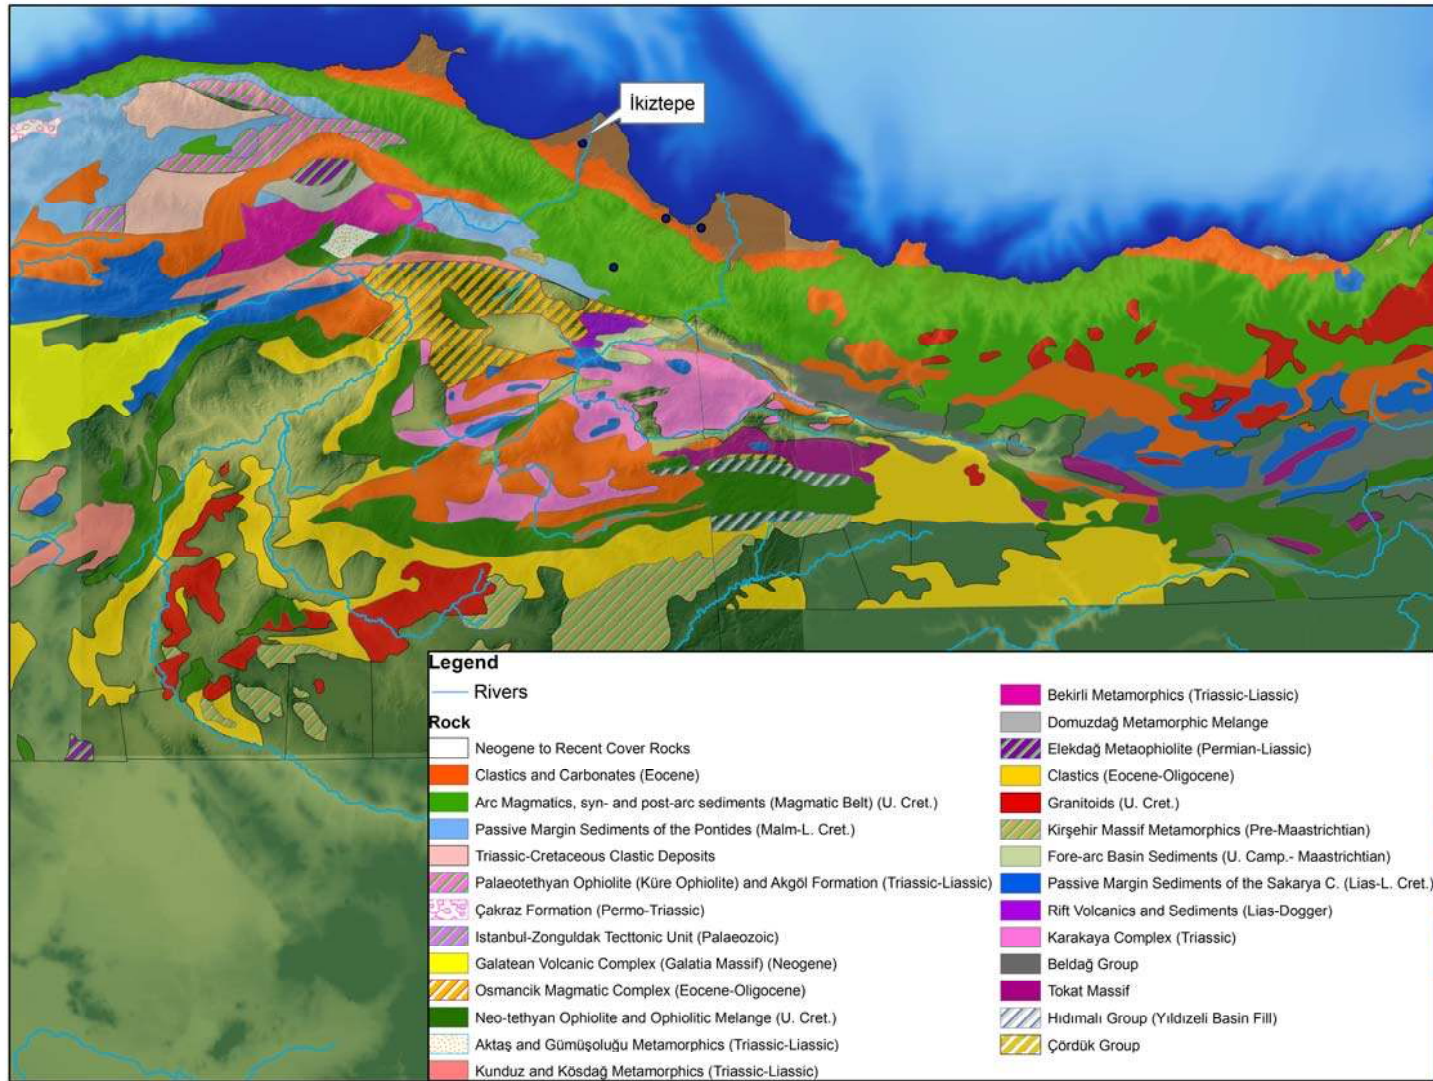 İkiztepe
Legend
Rivers
Rock
Neogene to Recent Cover Rocks
Clastics and Carbonates (Eocene)
Arc Magmatics, syn- and post-arc sediments (Magmatic Belt) (U. Cret.)
Passive Margin Sediments of the Pontides (Malm-L. Cret.)
Triassic-Cretaceous Clastic Deposits
Palaeotethyan Ophiolite (Küre Ophiolite) and Akgöl Formation (Triassic-Liassic)
Çakraz Formation (Permo-Triassic)
Istanbul-Zonguldak Tecttonic Unit (Palaeozoic)
Galatean Volcanic Complex (Galatia Massif) (Neogene)
Osmancik Magmatic Complex (Eocene-Oligocene)
Neo-tethyan Ophiolite and Ophiolitic Melange (U. Cret.)
Aktaş and Gümüşoluğu Metamorphics (Triassic-Liassic)
Kunduz and Kösdağ Metamorphics (Triassic-Liassic)
Bekirli Metamorphics (Triassic-Liassic)
Domuzdağ Metamorphic Melange
Elekdağ Metaophiolite (Permian-Liassic)
Clastics (Eocene-Oligocene)
Granitoids (U. Cret.)
Kirşehir Massif Metamorphics (Pre-Maastrichtian)
Fore-arc Basin Sediments (U. Camp.- Maastrichtian)
Passive Margin Sediments of the Sakarya C. (Lias-L. Cret.)
Rift Volcanics and Sediments (Lias-Dogger)
Karakaya Complex (Triassic)
Beldağ Group
Tokat Massif
Hıdımalı Group (Yıldızeli Basin Fill)
Çördük Group